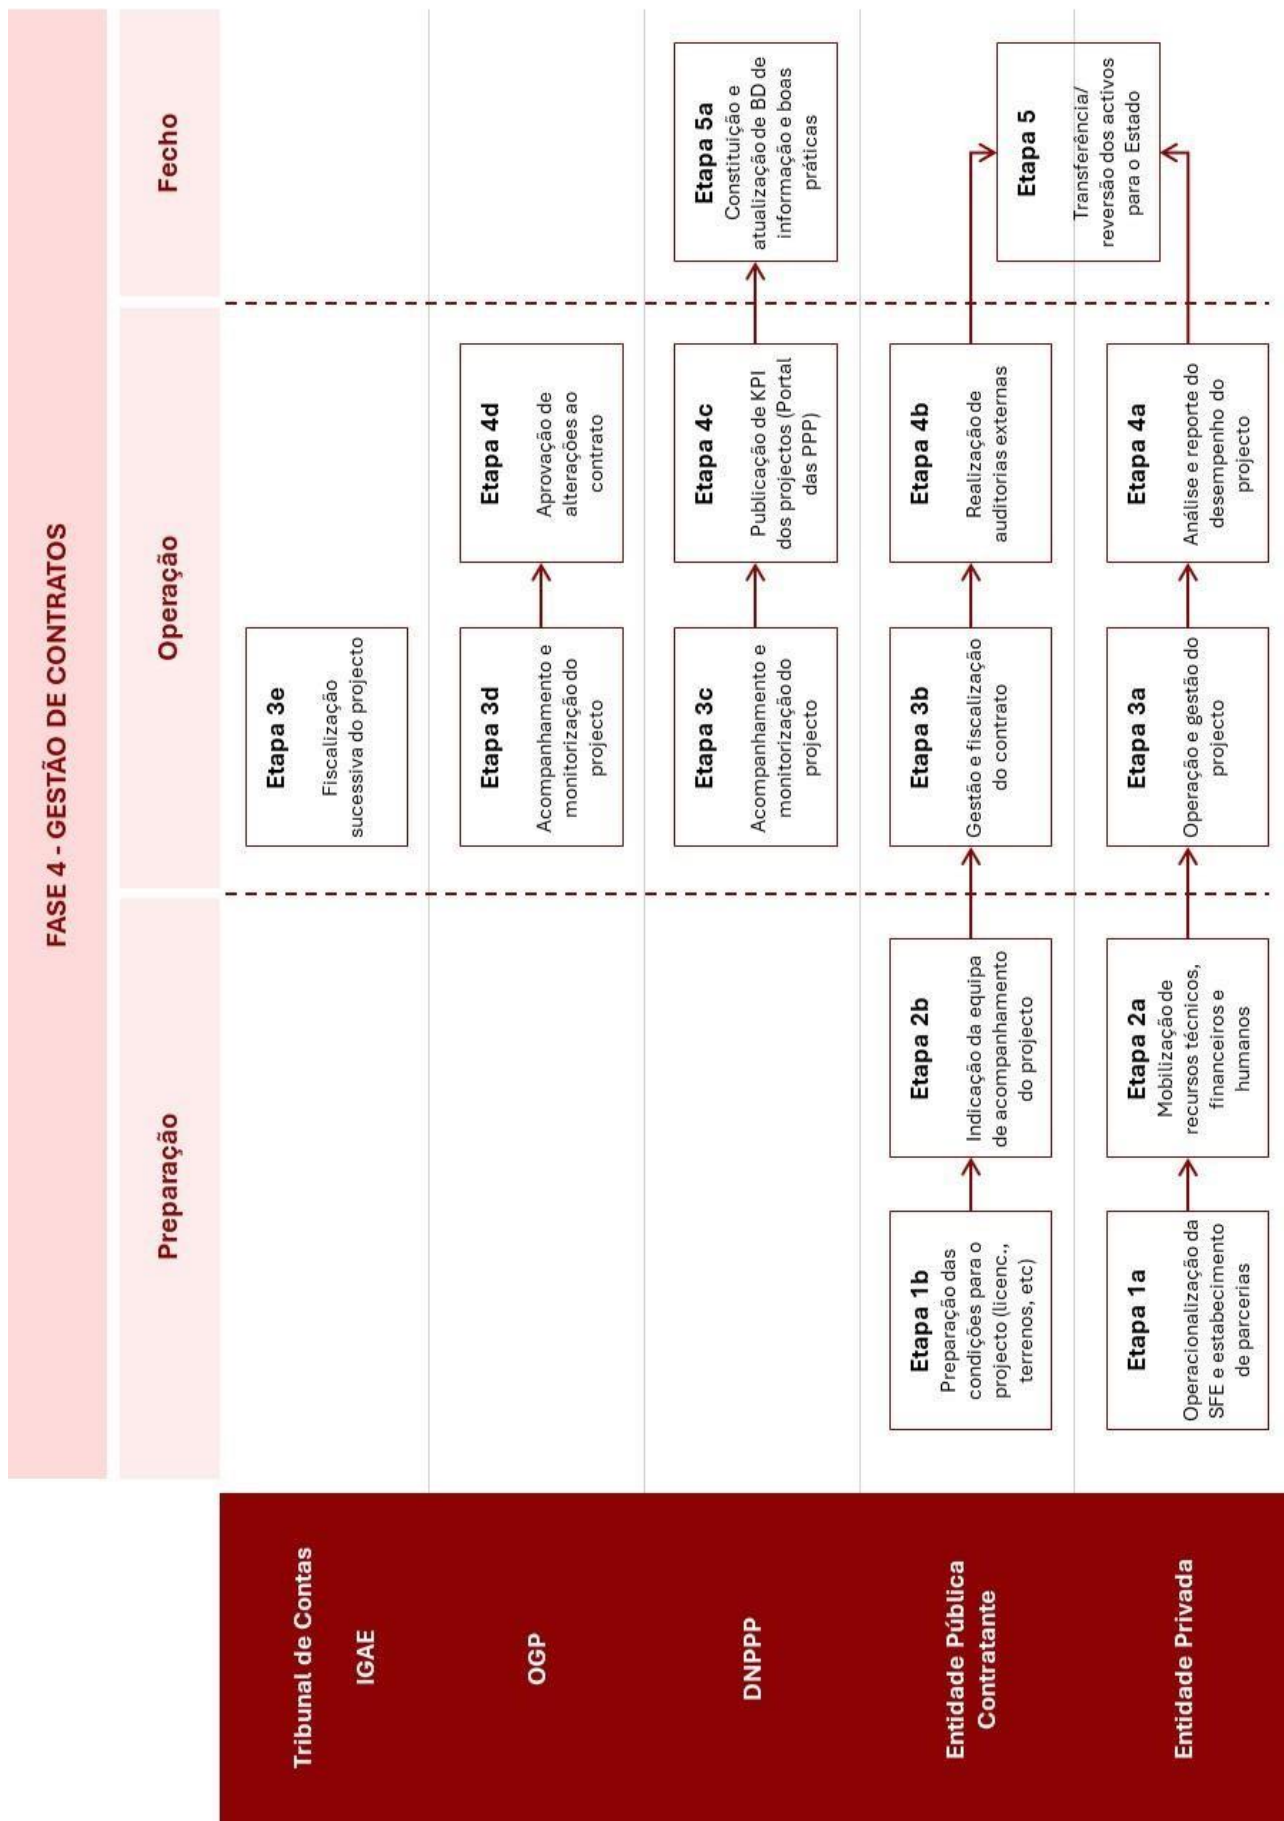 FASE 4 - GESTÃO DE CONTRATOS
Preparação
Operação
Fecho
Tribunal de Contas
IGAE
Etapa 3e
Fiscalização
sucessiva do projecto
OGP
Etapa 3d
Acompanhamento e
monitorização do
projecto
Etapa 4d
Aprovação de
alterações ao
contrato
DNPPP
Etapa 3c
Acompanhamento e
monitorização do
projecto
Etapa 4c
Publicação de KPI
dos projectos (Portal
das PPP)
Etapa 5a
Constituição e
atualização de BD de
informação e boas
práticas
Entidade Pública
Contratante
Etapa 1b
Preparação das
condições para o
projecto (licenc.,
terrenos, etc)
Etapa 2b
Indicação da equipa
de acompanhamento
do projecto
Etapa 3b
Gestão e fiscalização
do contrato
Etapa 4b
Realização de
auditorias externas
Etapa 5
Transferência/
reversão dos activos
para o Estado
Entidade Privada
Etapa 1a
Operacionalização da
SFE e estabecimento
de parcerias
Etapa 2a
Mobilização de
recursos técnicos,
financeiros e
humanos
Etapa 3a
Operação e gestão do
projecto
Etapa 4a
Análise e reporte do
desempenho do
projecto